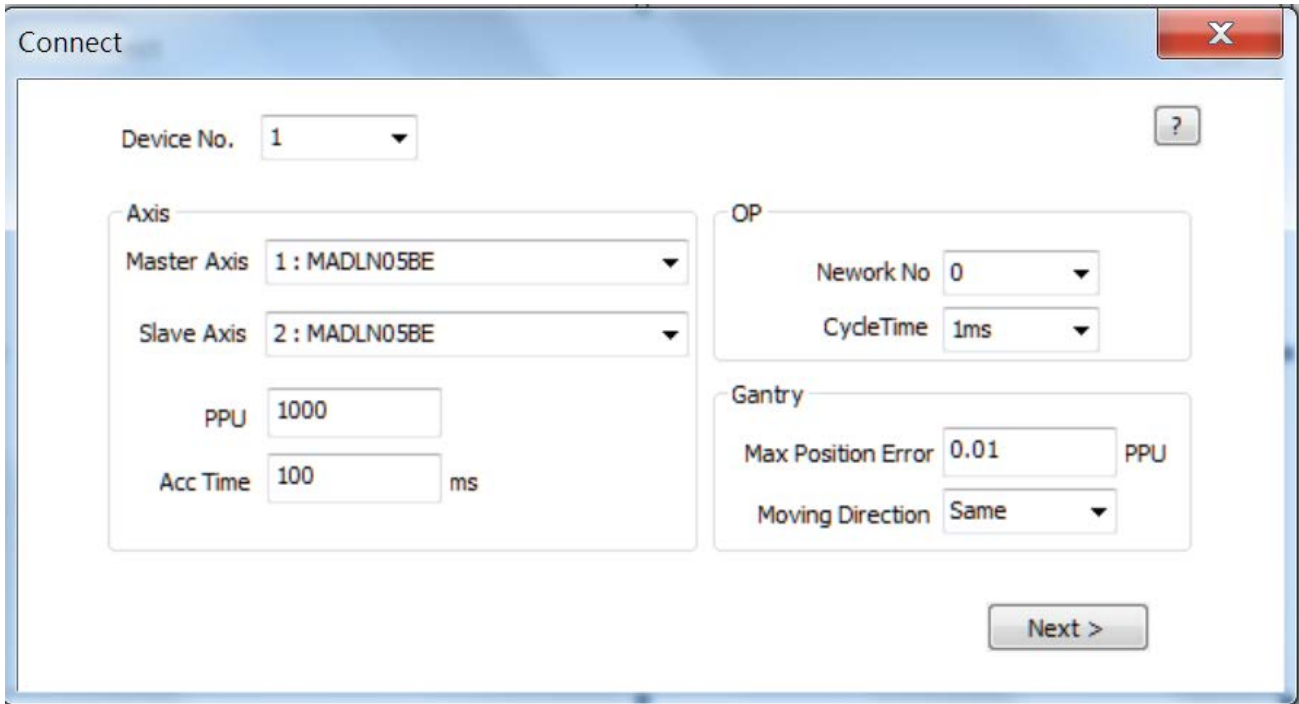 Connect
X
Device No. 1
?
Axis
Master Axis 1 : MADLN05BE
Slave Axis 2 : MADLN05BE
PPU 1000
Acc Time 100 ms
OP
Nework No 0
CycleTime 1ms
Gantry
Max Position Error 0.01 PPU
Moving Direction Same
Next >